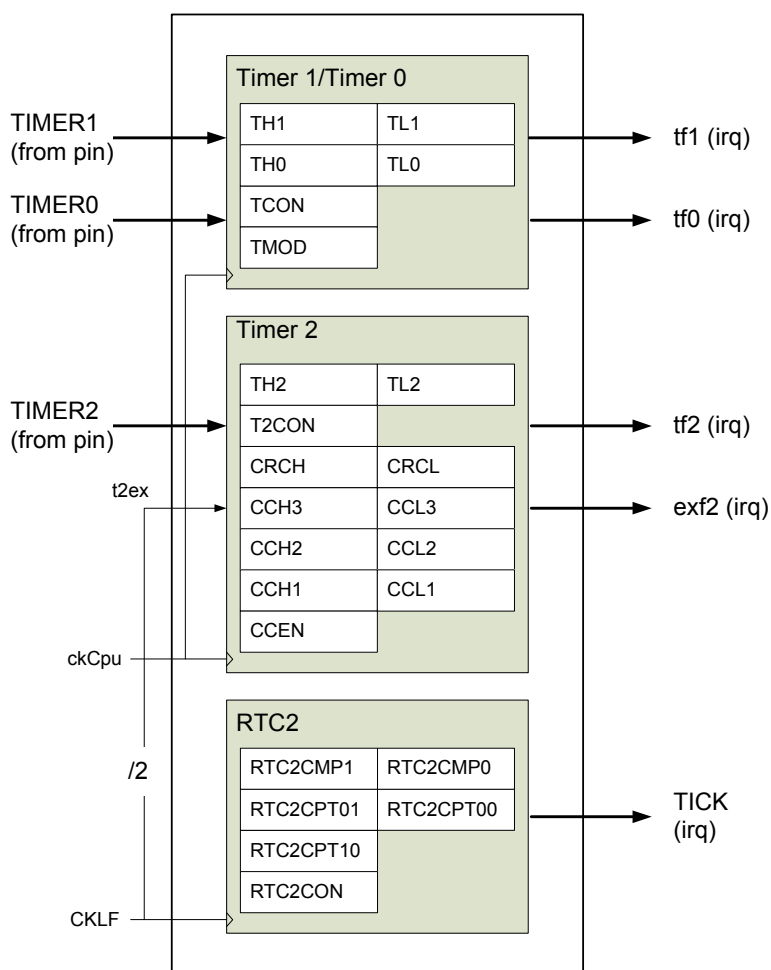 Timer 1/Timer 0
TIMER1
(from pin)
TH1 TL1
tf1 (irq)
TH0 TL0
TIMER0
(from pin)
TCON
tf0 (irq)
TMOD
Timer 2
TH2 TL2
TIMER2
(from pin)
T2CON
tf2 (irq)
CRCH CRCL
t2ex
CCH3 CCL3
exf2 (irq)
CCH2 CCL2
CCH1 CCL1
CCEN
ckCpu
RTC2
/2
RTC2CMP1 RTC2CMP0
RTC2CPT01 RTC2CPT00
TICK
(irq)
RTC2CPT10
RTC2CON
CKLF